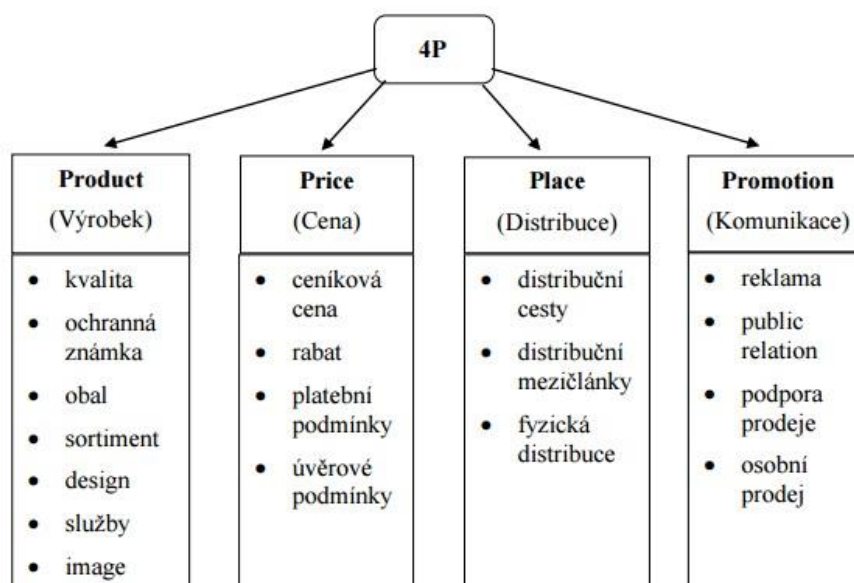 4P
Product
(Výrobek)
• kvalita
• ochranná
známka
• obal
• sortiment
• design
• služby
• image
Price
(Cena)
• ceníková
cena
• rabat
• platební
podmínky
• úvěrové
podmínky
Place
(Distribuce)
• distribuční
cesty
• distribuční
mezičlánky
• fyzická
distribuce
Promotion
(Komunikace)
• reklama
• public
relation
• podpora
prodeje
• osobní
prodej